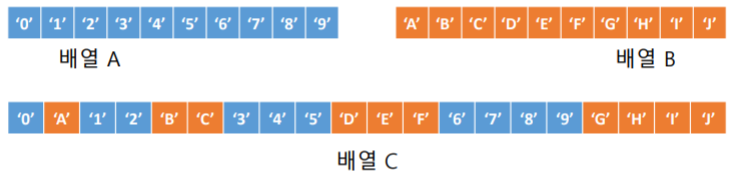 ‘0’ ‘1’ ‘2’ ‘3’ ‘4’ ‘5’ ‘6’ ‘7’ ‘8’ ‘9’ ‘A’ ‘B’ ‘C’ ‘D’ ‘E’ ‘F’ ‘G’ ‘H’ ‘I’ ‘J’
배열 A 배열 B
‘0’ ‘A’ ‘1’ ‘2’ ‘B’ ‘C’ ‘3’ ‘4’ ‘5’ ‘D’ ‘E’ ‘F’ ‘6’ ‘7’ ‘8’ ‘9’ ‘G’ ‘H’ ‘I’ ‘J’
배열 C